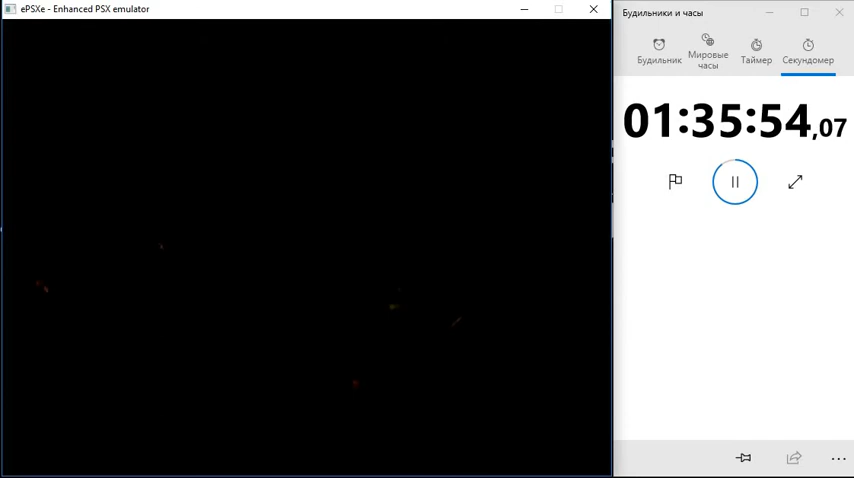 ePSXe - Enhanced PSX emulator
Будильники и часы
Будильник
Мировые часы
Таймер
Секундомер
01:35:54,07